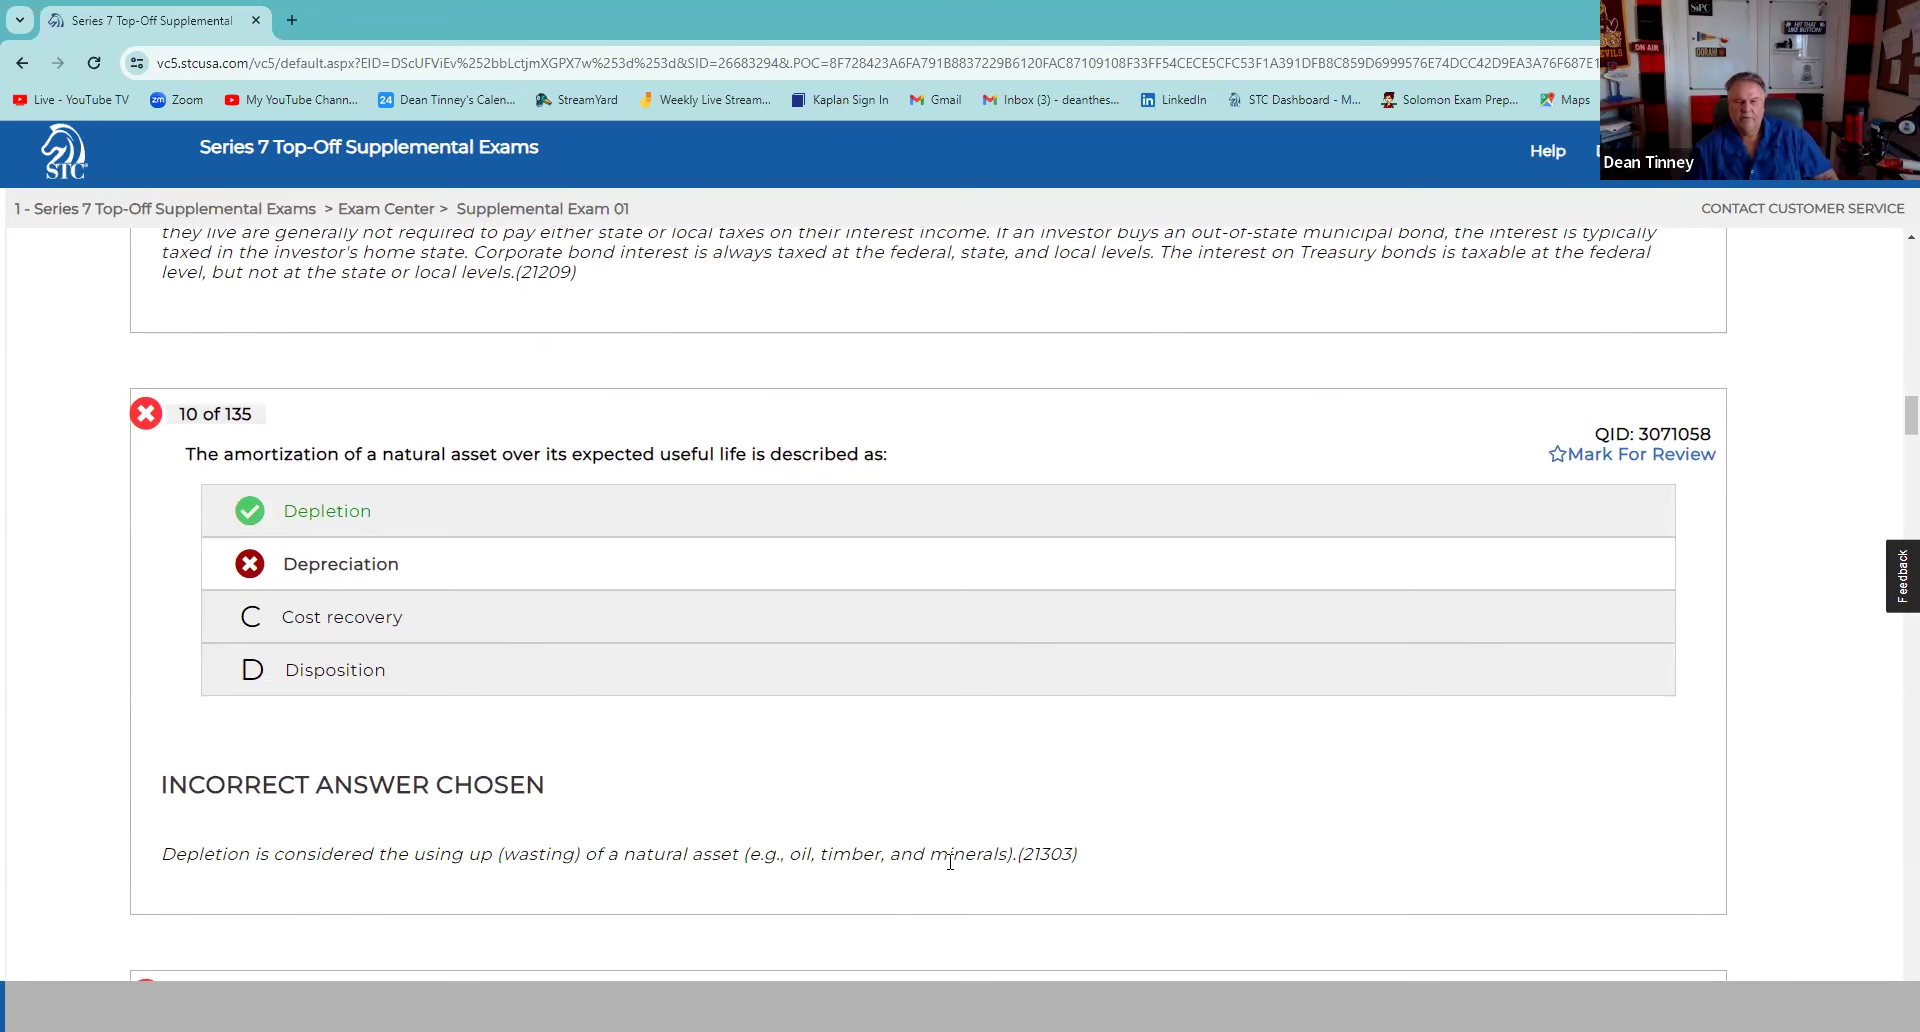 Series 7 Top-Off Supplemental
vc5.stcusa.com/vc5/default.aspx?EID=DScUFViEv%252bbLctjmXGPX7w%253d%253d&SID=26683294&.POC=8F728423A6FA791B8837229B6120FAC87109108F33FF54CECE5CFC53F1A391DFB8C859D6999576E74DCC42D9EA3A76F687E1
Live - YouTube TV
Zoom
My YouTube Chann...
24 Dean Tinney's Calen...
StreamYard
Weekly Live Stream...
Kaplan Sign In
Gmail
Inbox (3) - deanthes...
LinkedIn
STC Dashboard - M...
Solomon Exam Prep...
Maps
SIPC
HIT THAT
LIKE BUTTON!
ON AIR
OORAH
Dean Tinney
STC
Series 7 Top-Off Supplemental Exams
Help
1 - Series 7 Top-Off Supplemental Exams > Exam Center > Supplemental Exam 01
CONTACT CUSTOMER SERVICE
they live are generally not required to pay either state or local taxes on their interest income. If an investor buys an out-of-state municipal bond, the interest is typically
taxed in the investor's home state. Corporate bond interest is always taxed at the federal, state, and local levels. The interest on Treasury bonds is taxable at the federal
level, but not at the state or local levels.(21209)
10 of 135
QID: 3071058
Mark For Review
The amortization of a natural asset over its expected useful life is described as:
Depletion
Depreciation
C Cost recovery
D Disposition
Feedback
INCORRECT ANSWER CHOSEN
Depletion is considered the using up (wasting) of a natural asset (e.g., oil, timber, and minerals).(21303)